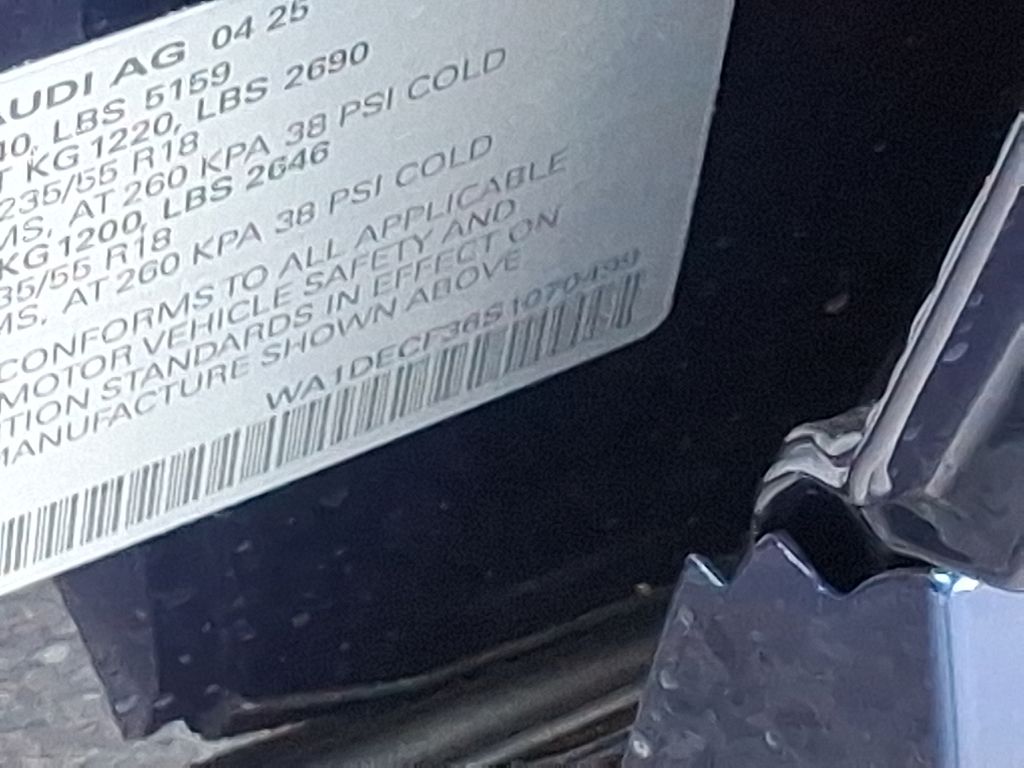 AUDI AG 04 25
40, LBS 5159
T KG 1220, LBS 2690
235/55 R18
MS, AT 260 KPA 38 PSI COLD
KG 1200, LBS 2646
35/55 R18
MS, AT 260 KPA 38 PSI COLD
CONFORMS TO ALL APPLICABLE
MOTOR VEHICLE SAFETY AND
TION STANDARDS IN EFFECT ON
MANUFACTURE SHOWN ABOVE
WA1DECF36S1070499